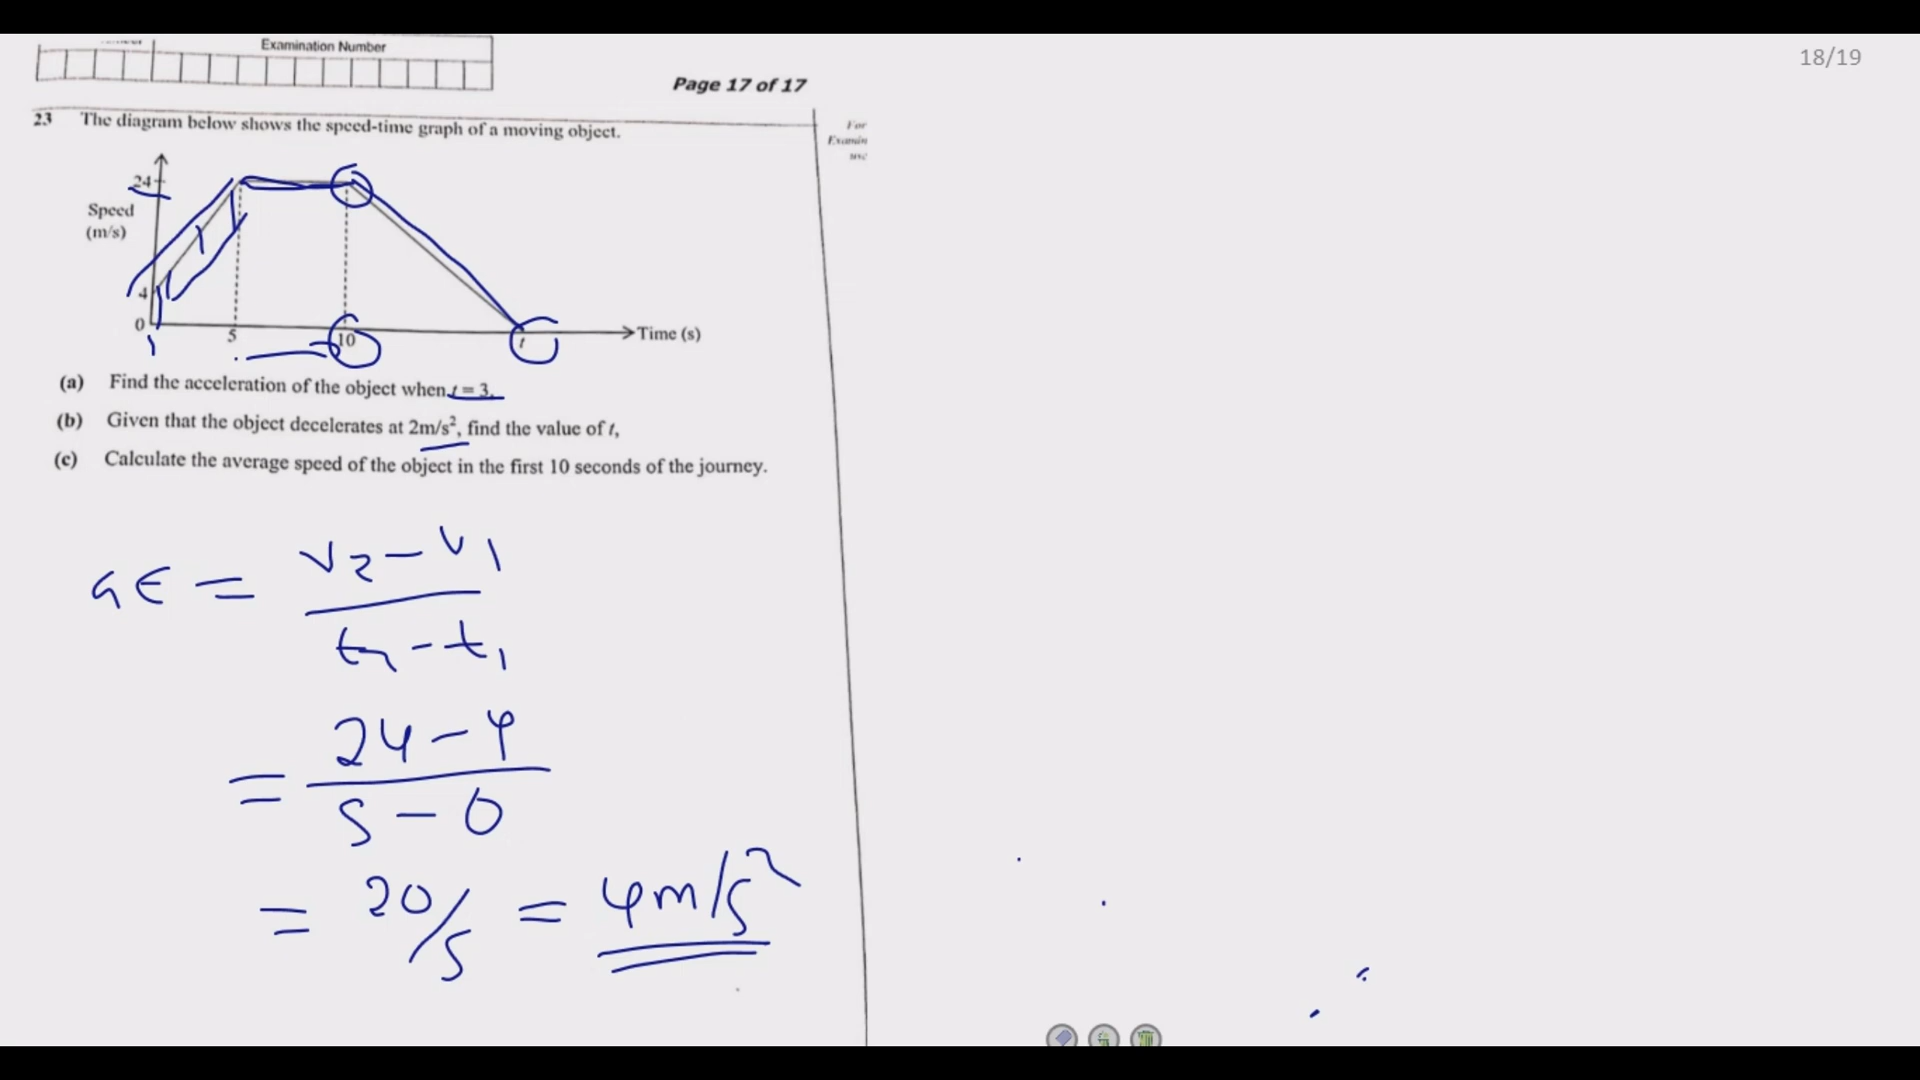 18/19
Examination Number
Page 17 of 17
23 The diagram below shows the speed-time graph of a moving object.
For
Examin
use
24
Speed
(m/s)
4
0
5
10
t
Time (s)
(a) Find the acceleration of the object when t = 3.
(b) Given that the object decelerates at 2m/s², find the value of t,
(c) Calculate the average speed of the object in the first 10 seconds of the journey.
= V2 - V1
t2 - t1
= 24 - 4
5 - 0
= 20/5 = 4m/s²